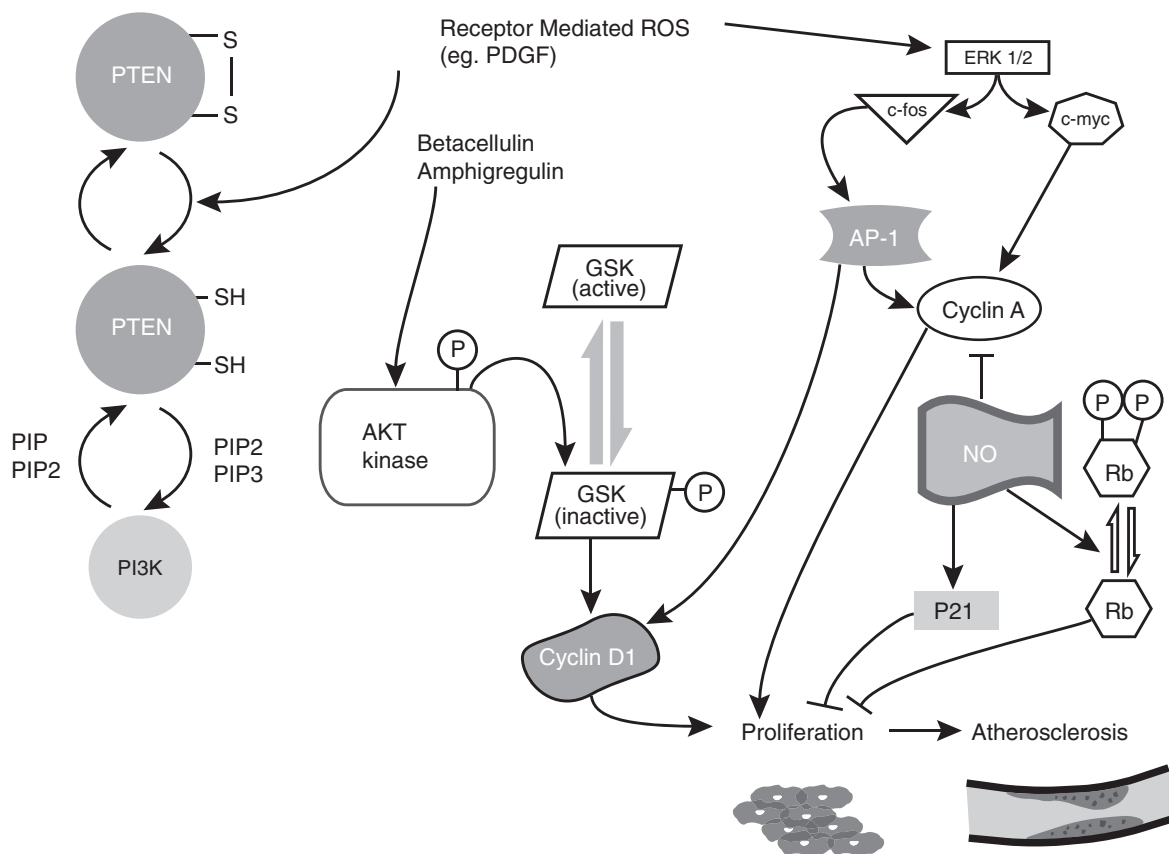 Receptor Mediated ROS
(eg. PDGF)
ERK 1/2
S
PTEN
S
c-fos
c-myc
Betacellulin
Amphigregulin
AP-1
GSK
(active)
SH
PTEN
SH
Cyclin A
P
P P
PIP
PIP2
PIP2
PIP3
AKT
kinase
NO
Rb
GSK
(inactive)
P
PI3K
P21
Rb
Cyclin D1
Proliferation
Atherosclerosis